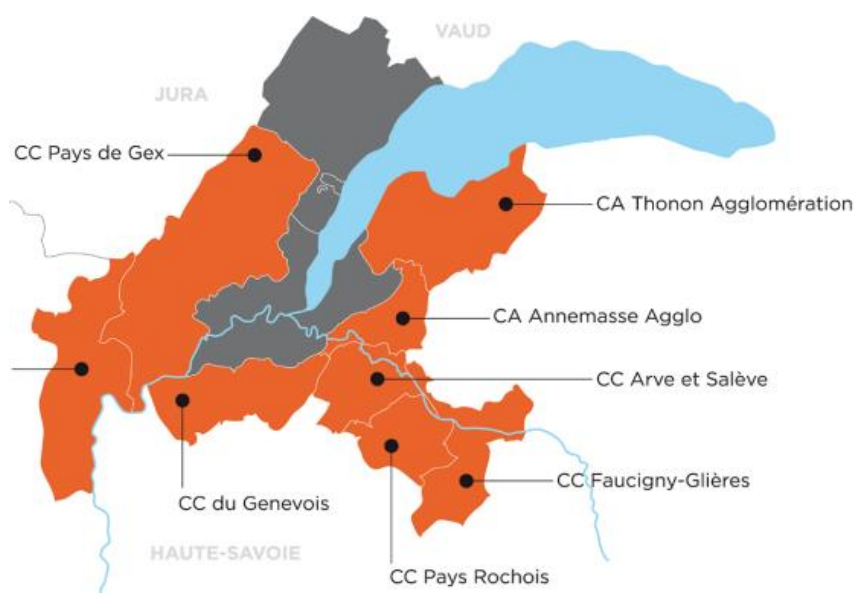 VAUD
JURA
CC Pays de Gex
CA Thonon Agglomération
CA Annemasse Agglo
CC Arve et Salève
CC Faucigny-Glières
CC du Genevois
HAUTE-SAVOIE
CC Pays Rochois